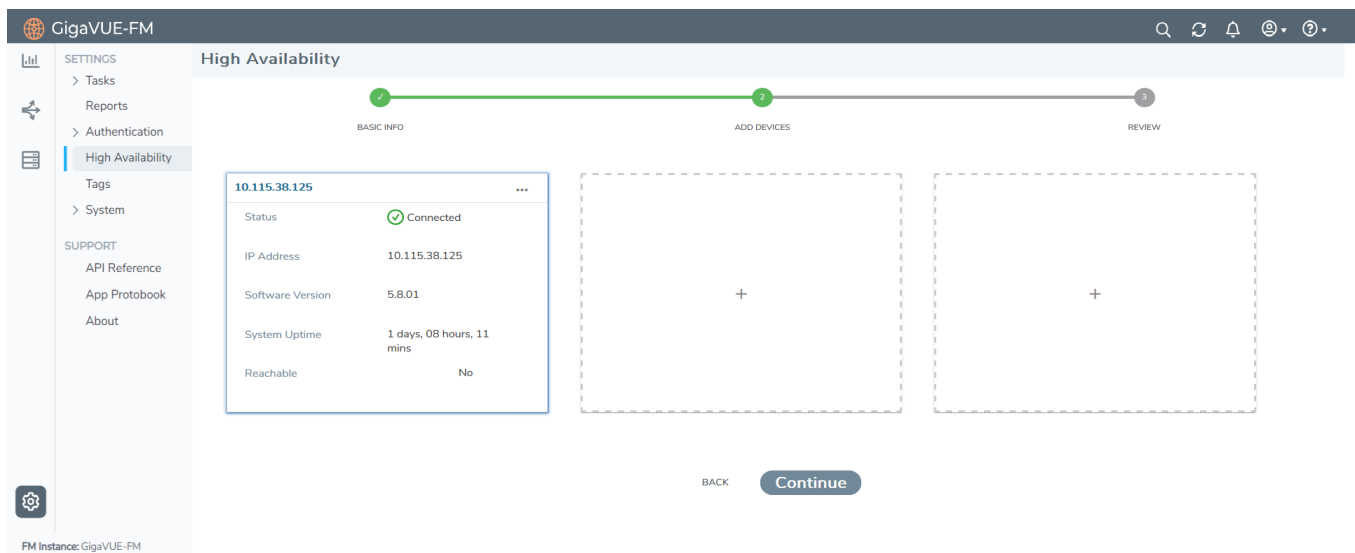 GigaVUE-FM
SETTINGS
Tasks
Reports
Authentication
High Availability
Tags
System
SUPPORT
API Reference
App Protobook
About
FM Instance: GigaVUE-FM
High Availability
✓ 2 3
BASIC INFO ADD DEVICES REVIEW
10.115.38.125 ...
Status Connected
IP Address 10.115.38.125
Software Version 5.8.01
System Uptime 1 days, 08 hours, 11
mins
Reachable No
+ +
BACK Continue